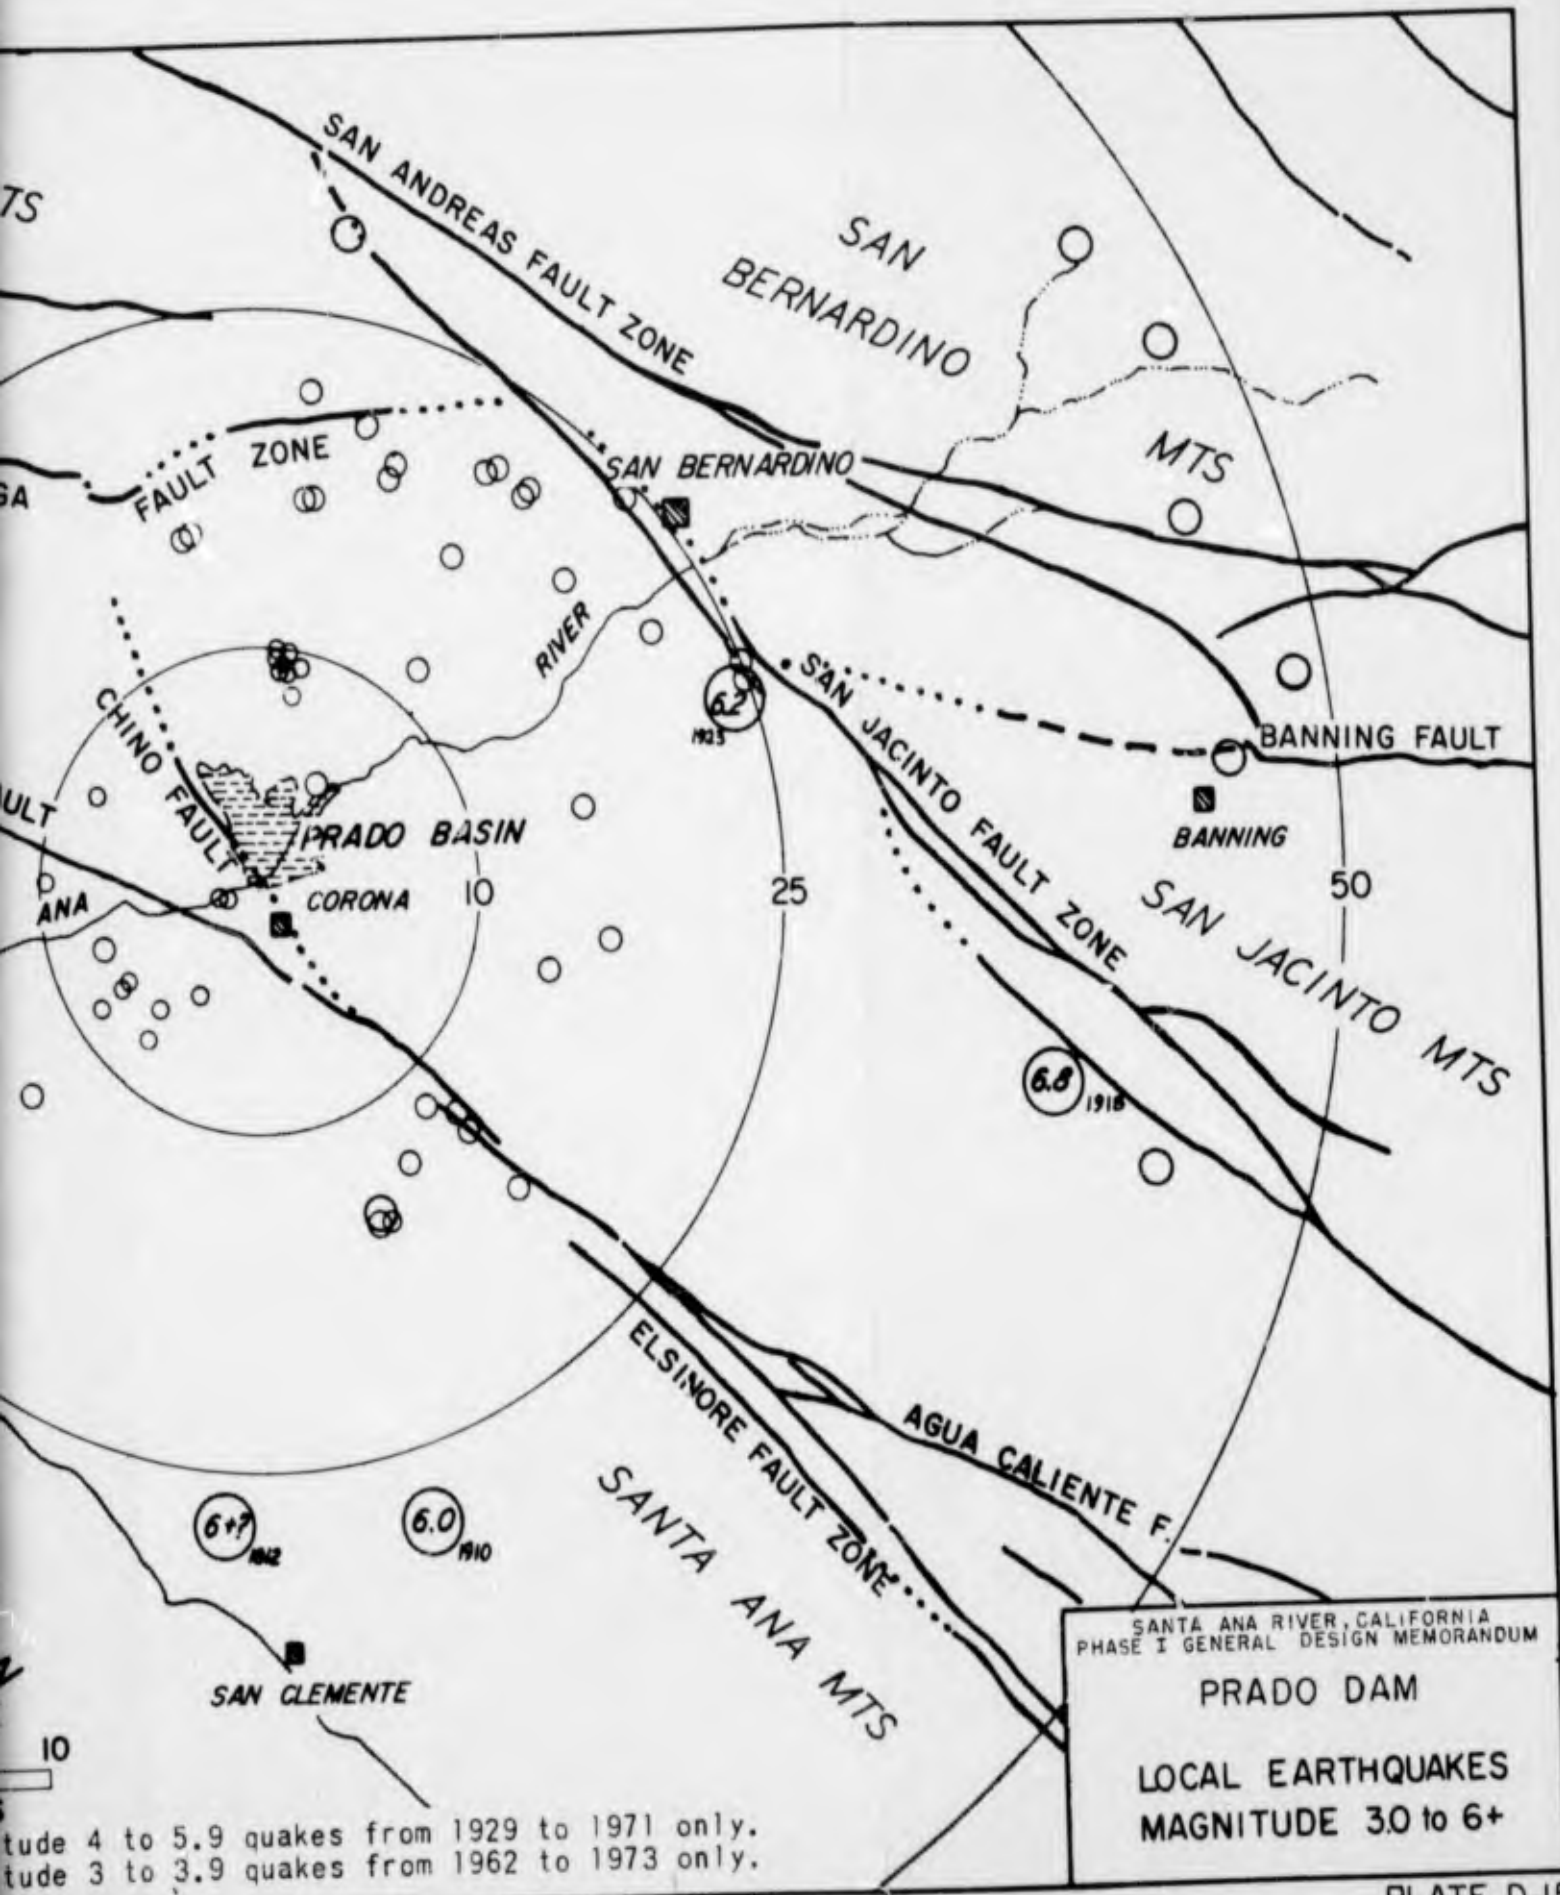 SAN ANDREAS FAULT ZONE
TS
SAN
BERNARDINO
MTS
FAULT ZONE
GA
SAN BERNARDINO
RIVER
CHINO FAULT
6.2
1923
SAN JACINTO FAULT ZONE
BANNING FAULT
BANNING
AULT
PRADO BASIN
CORONA
ANA
10
25
50
SAN JACINTO MTS
6.8
1918
ELSINORE FAULT ZONE
AGUA CALIENTE F.
SANTA ANA MTS
6+?
1812
6.0
1910
SAN CLEMENTE
10
tude 4 to 5.9 quakes from 1929 to 1971 only.
tude 3 to 3.9 quakes from 1962 to 1973 only.
SANTA ANA RIVER, CALIFORNIA
PHASE I GENERAL DESIGN MEMORANDUM
PRADO DAM
LOCAL EARTHQUAKES
MAGNITUDE 3.0 to 6+